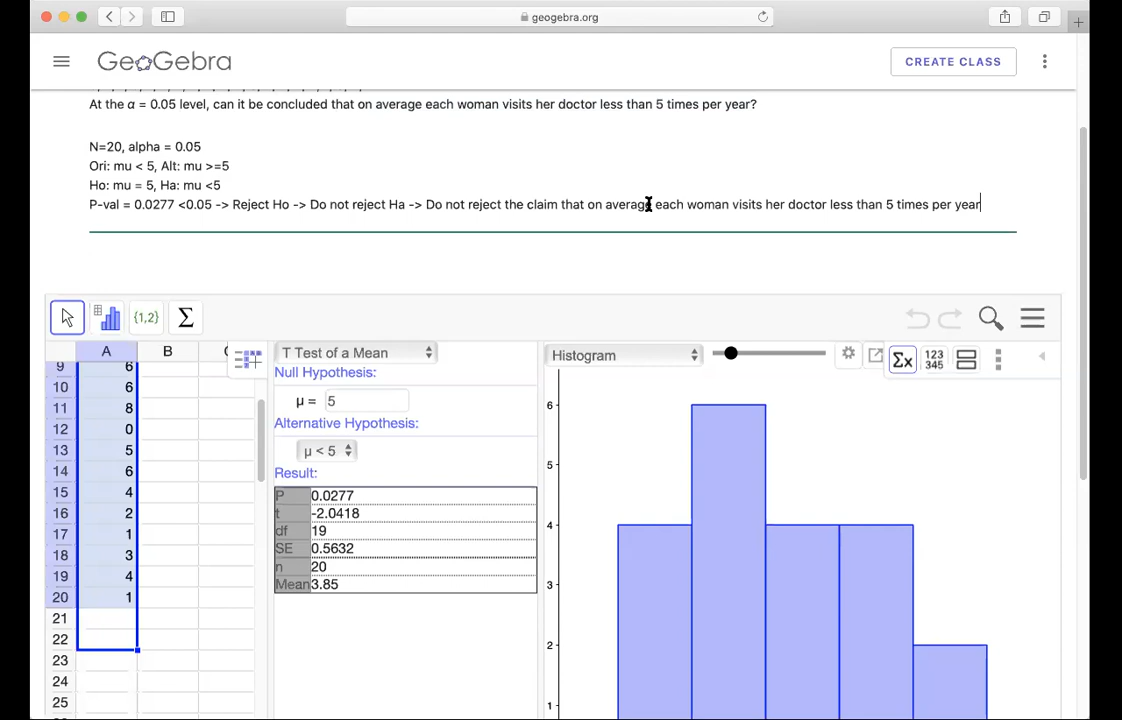 geogebra.org
GeoGebra
CREATE CLASS
At the α = 0.05 level, can it be concluded that on average each woman visits her doctor less than 5 times per year?
N=20, alpha = 0.05
Ori: mu < 5, Alt: mu >=5
Ho: mu = 5, Ha: mu <5
P-val = 0.0277 <0.05 -> Reject Ho -> Do not reject Ha -> Do not reject the claim that on average each woman visits her doctor less than 5 times per year
{1,2}
Σ
A B
9 6
10 6
11 8
12 0
13 5
14 6
15 4
16 2
17 1
18 3
19 4
20 1
21
22
23
24
25
T Test of a Mean
Null Hypothesis:
μ = 5
Alternative Hypothesis:
μ < 5
Result:
P 0.0277
t -2.0418
df 19
SE 0.5632
n 20
Mean 3.85
Histogram
Σx
123
345
6
5
4
3
2
1